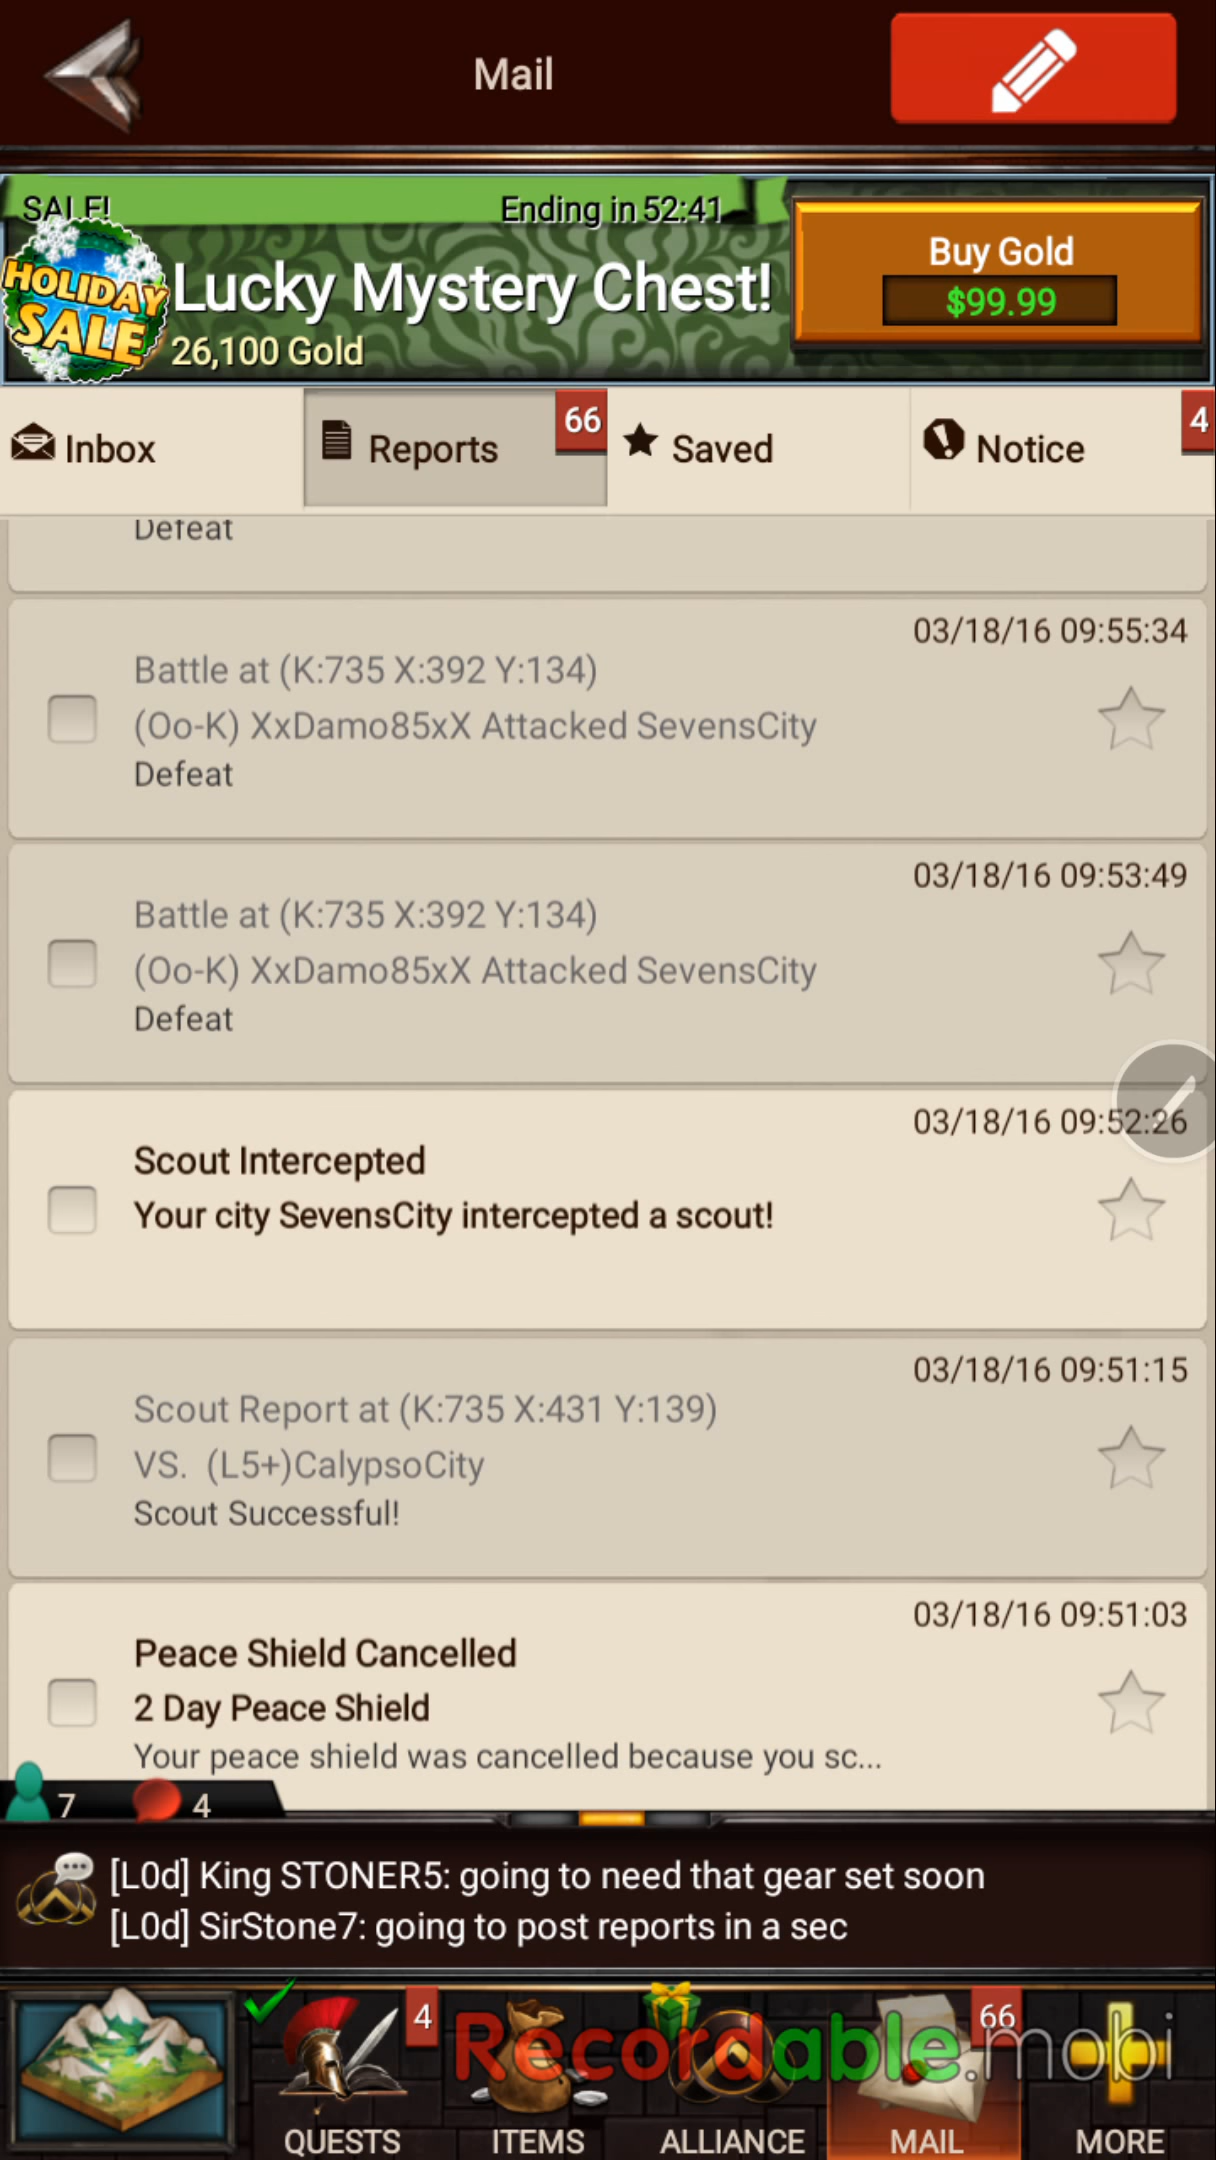 Mail
SALE!
Ending in 52:41
HOLIDAY
SALE
Lucky Mystery Chest!
26,100 Gold
Buy Gold
$99.99
Inbox
Reports
66
Saved
Notice
4
Defeat
03/18/16 09:55:34
Battle at (K:735 X:392 Y:134)
(Oo-K) XxDamo85xX Attacked SevensCity
Defeat
03/18/16 09:53:49
Battle at (K:735 X:392 Y:134)
(Oo-K) XxDamo85xX Attacked SevensCity
Defeat
03/18/16 09:52:26
Scout Intercepted
Your city SevensCity intercepted a scout!
03/18/16 09:51:15
Scout Report at (K:735 X:431 Y:139)
VS.  (L5+)CalypsoCity
Scout Successful!
03/18/16 09:51:03
Peace Shield Cancelled
2 Day Peace Shield
Your peace shield was cancelled because you sc...
7
4
[L0d] King STONER5: going to need that gear set soon
[L0d] SirStone7: going to post reports in a sec
4
66
Recordable.mobi
QUESTS
ITEMS
ALLIANCE
MAIL
MORE